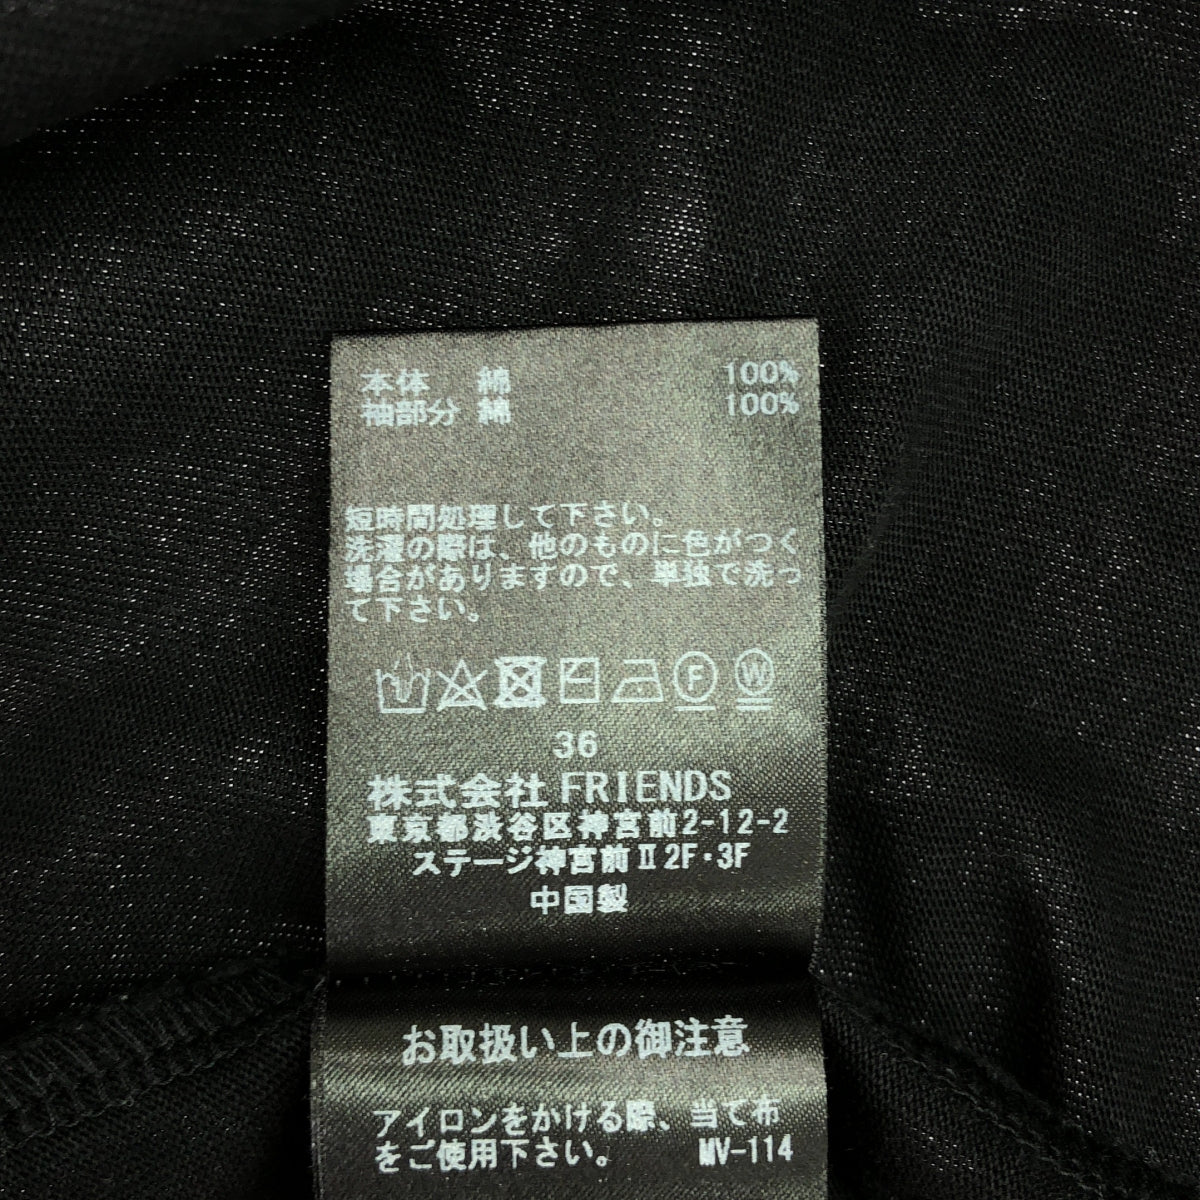 本体 綿 100%
袖部分 綿 100%
短時間処理して下さい。
洗濯の際は、他のものに色がつく
場合がありますので、単独で洗っ
て下さい。
F W
36
株式会社 FRIENDS
東京都渋谷区神宮前2-12-2
ステージ神宮前Ⅱ2F・3F
中国製
お取扱い上の御注意
アイロンをかける際、当て布
をご使用下さい。 MV-114